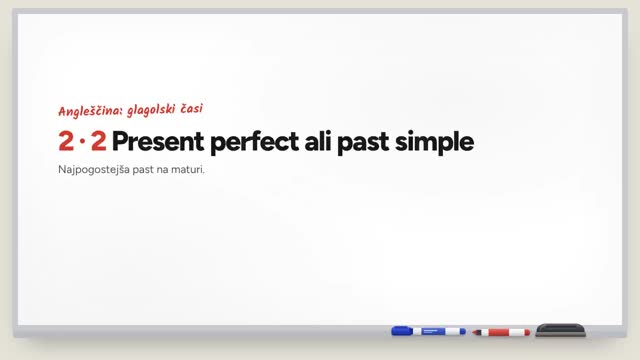 Angleščina: glagolski časi
2 · 2 Present perfect ali past simple
Najpogostejša past na maturi.